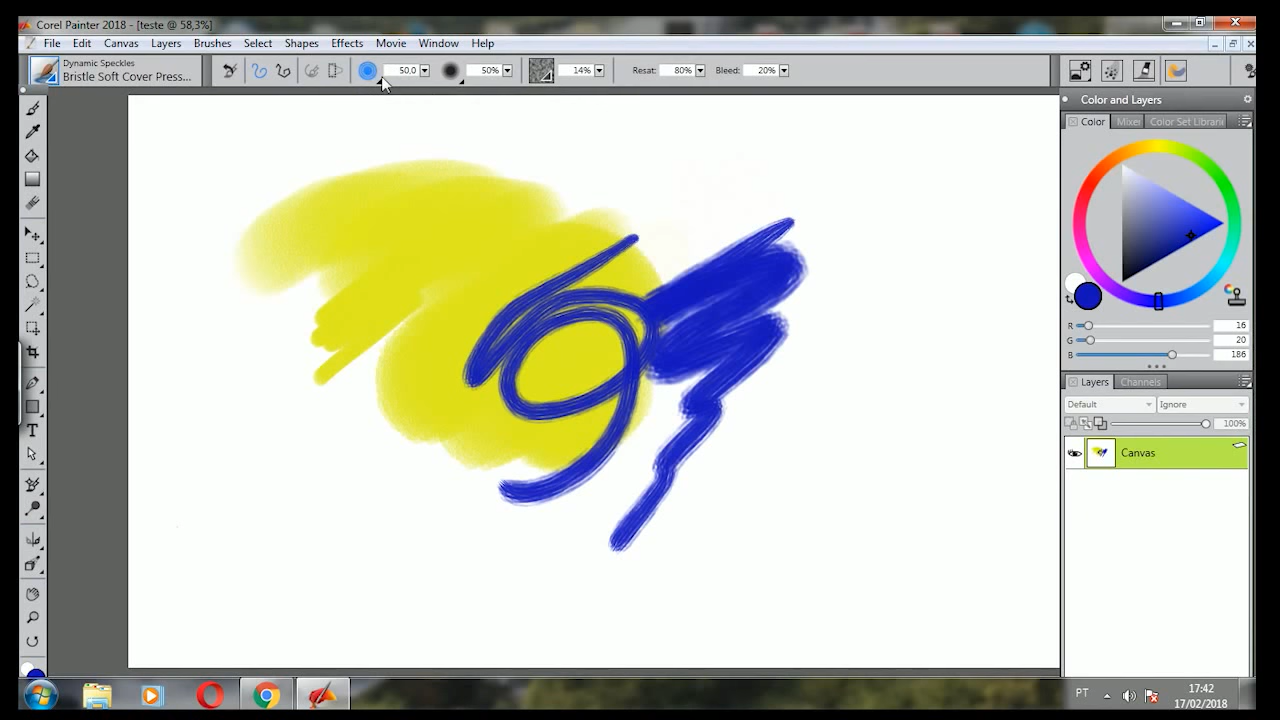 Corel Painter 2018 - [teste @ 58,3%]
File Edit Canvas Layers Brushes Select Shapes Effects Movie Window Help
Dynamic Speckles
Bristle Soft Cover Press...
50,0 50% 14% Resat: 80% Bleed: 20%
Color and Layers
Color Mixer Color Set Librarie
R 16
G 20
B 186
Layers Channels
Default Ignore
100%
Canvas
PT 17:42
17/02/2018